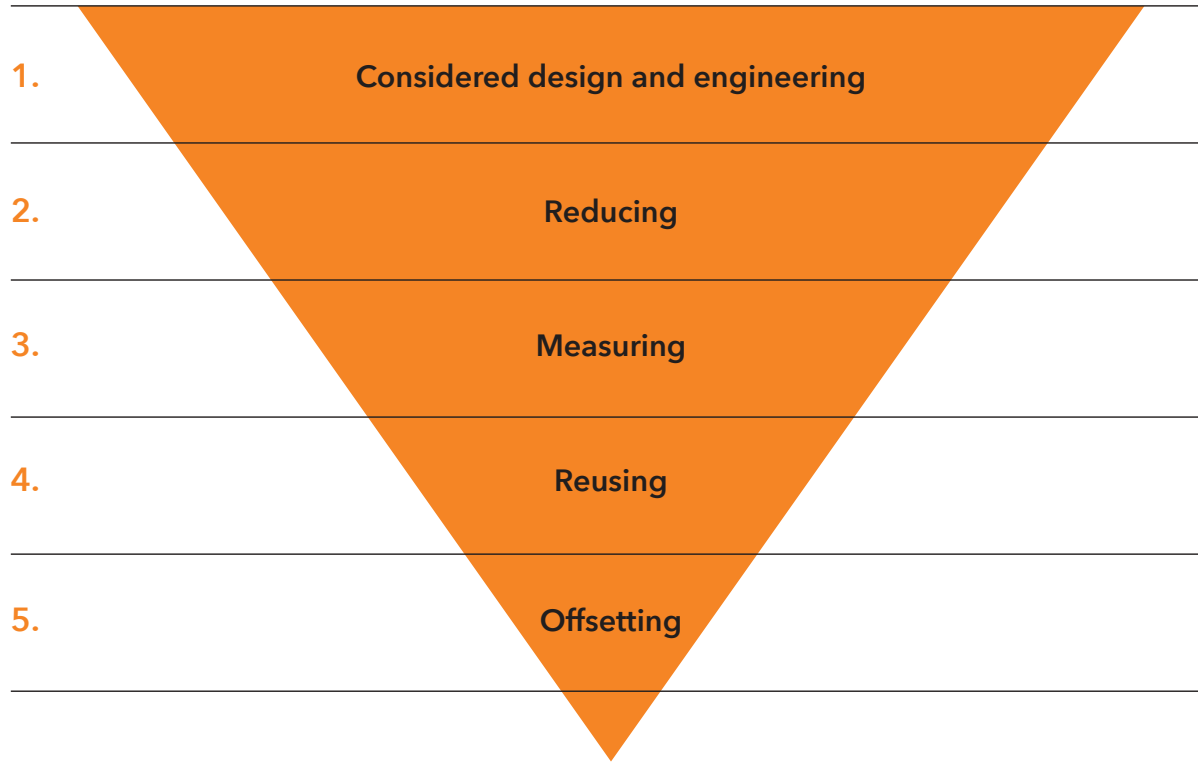 1. Considered design and engineering
2. Reducing
3. Measuring
4. Reusing
5. Offsetting